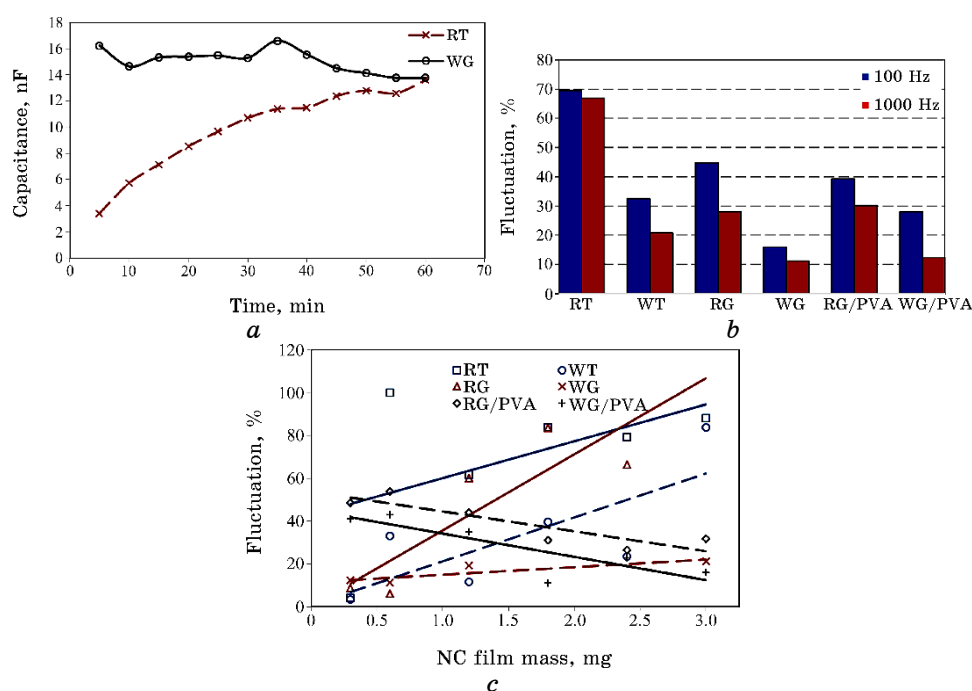 18
16
14
12
10
8
6
4
2
0
Capacitance, nF
RT
WG
0 10 20 30 40 50 60 70
Time, min
a
80
70
60
50
40
30
20
10
0
Fluctuation, %
100 Hz
1000 Hz
RT WT RG WG RG/PVA WG/PVA
b
120
100
80
60
40
20
0
Fluctuation, %
RT WT
RG WG
RG/PVA WG/PVA
0.0 0.5 1.0 1.5 2.0 2.5 3.0
NC film mass, mg
c